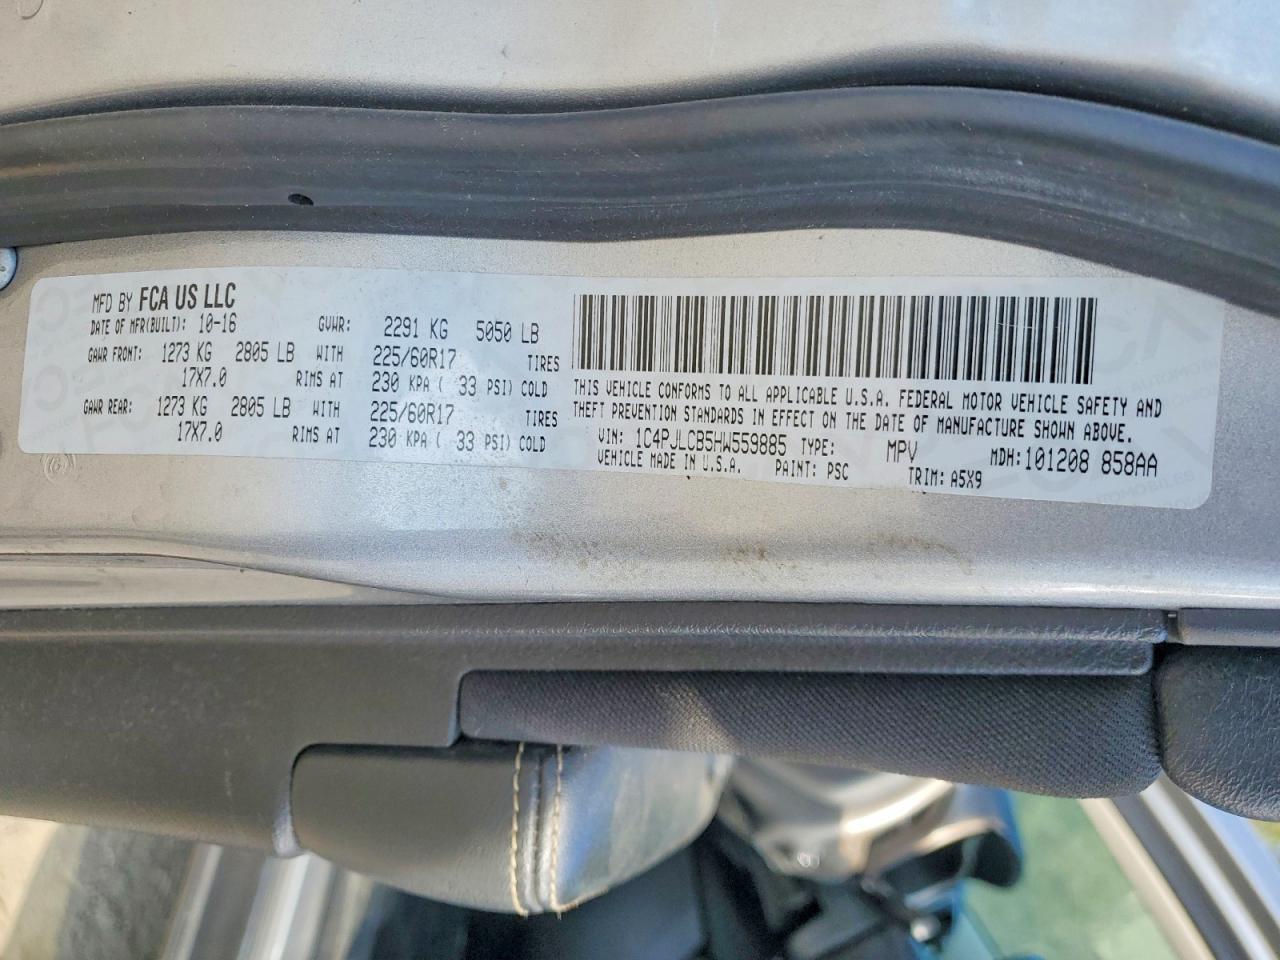 MFD BY FCA US LLC
DATE OF MFR(BUILT): 10-16 GVWR: 2291 KG 5050 LB
GAWR FRONT: 1273 KG 2805 LB WITH 225/60R17 TIRES
17X7.0 RIMS AT 230 KPA ( 33 PSI) COLD
GAWR REAR: 1273 KG 2805 LB WITH 225/60R17 TIRES
17X7.0 RIMS AT 230 KPA ( 33 PSI) COLD
THIS VEHICLE CONFORMS TO ALL APPLICABLE U.S.A. FEDERAL MOTOR VEHICLE SAFETY AND
THEFT PREVENTION STANDARDS IN EFFECT ON THE DATE OF MANUFACTURE SHOWN ABOVE.
VIN: 1C4PJLCB5HW559885 TYPE: MPV MDH:101208 858AA
VEHICLE MADE IN U.S.A. PAINT: PSC TRIM: A5X9